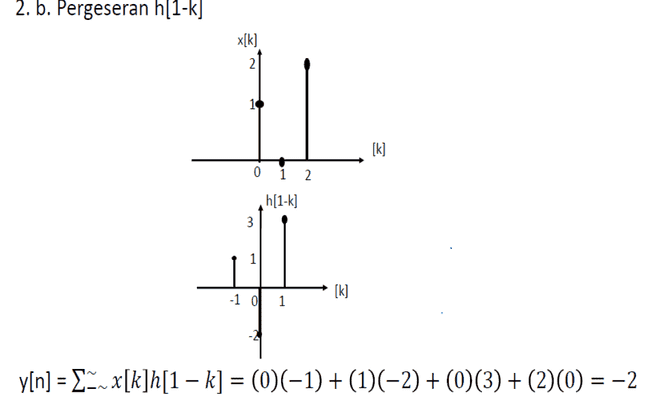 2. b. Pergeseran h[1-k]
x[k]
2
1
[k]
0 1 2
h[1-k]
3
1
[k]
-1 0 1
-2
y[n] = ∑~₋~ x[k]h[1 − k] = (0)(−1) + (1)(−2) + (0)(3) + (2)(0) = −2